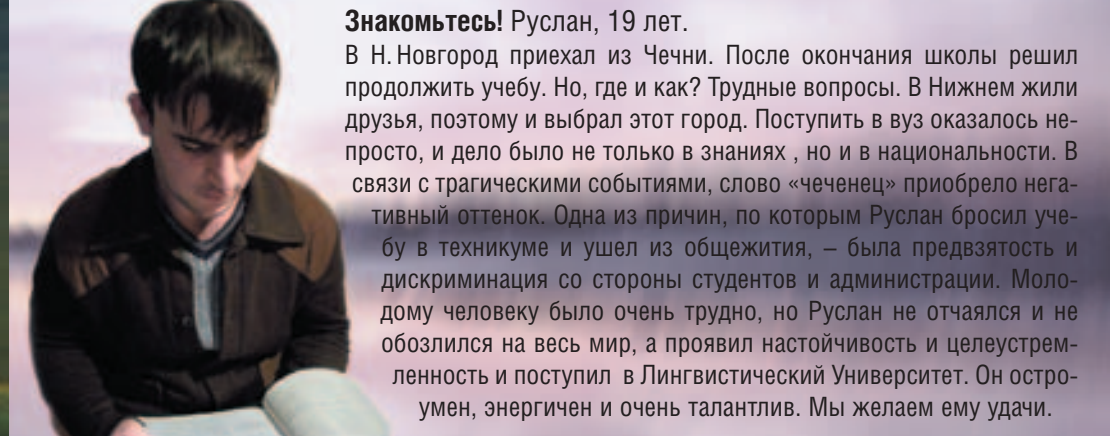 Знакомьтесь! Руслан, 19 лет.
В Н. Новгород приехал из Чечни. После окончания школы решил
продолжить учебу. Но, где и как? Трудные вопросы. В Нижнем жили
друзья, поэтому и выбрал этот город. Поступить в вуз оказалось не-
просто, и дело было не только в знаниях , но и в национальности. В
связи с трагическими событиями, слово «чеченец» приобрело нега-
тивный оттенок. Одна из причин, по которым Руслан бросил уче-
бу в техникуме и ушел из общежития, – была предвзятость и
дискриминация со стороны студентов и администрации. Моло-
дому человеку было очень трудно, но Руслан не отчаялся и не
обозлился на весь мир, а проявил настойчивость и целеустрем-
ленность и поступил в Лингвистический Университет. Он остро-
умен, энергичен и очень талантлив. Мы желаем ему удачи.